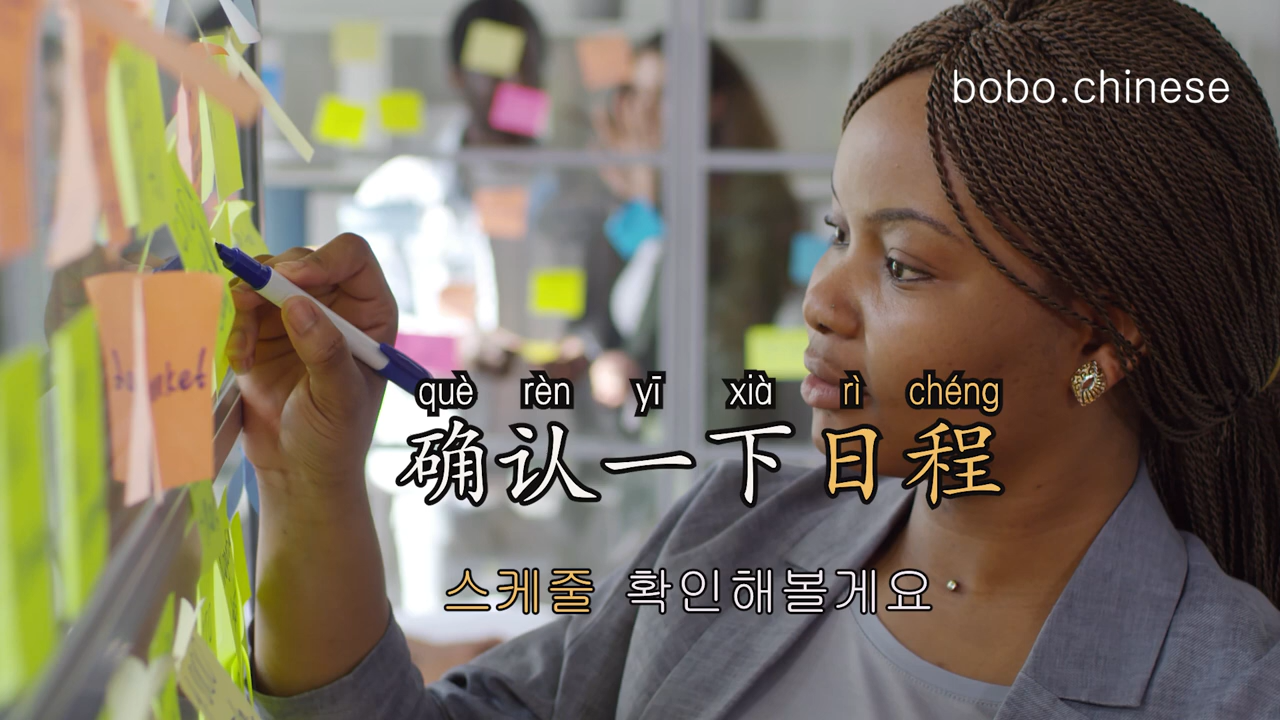 bobo.chinese
què rèn yī xià rì chéng
确认一下日程
스케줄 확인해볼게요